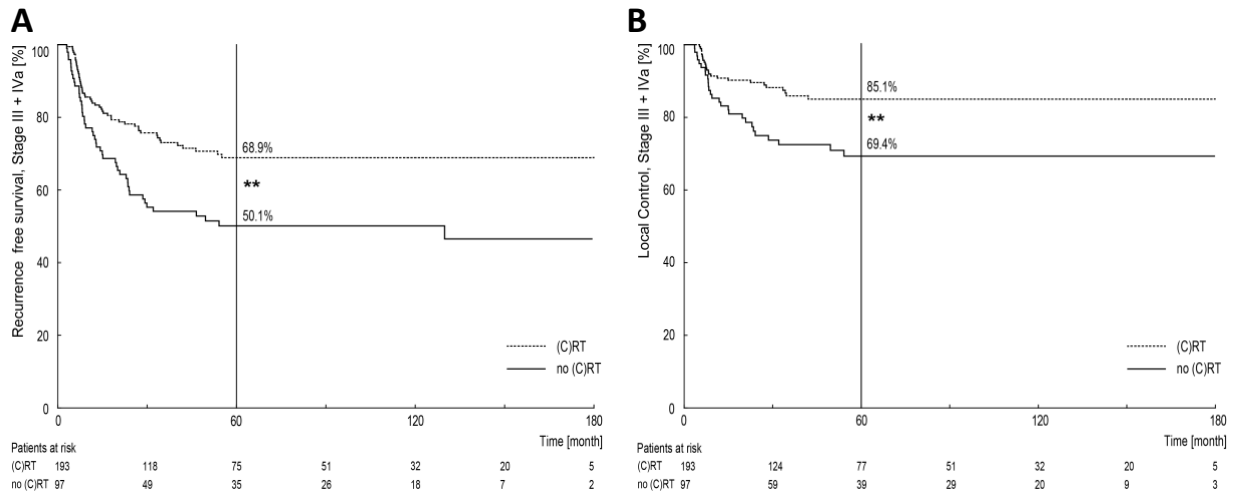 A
Recurrence free survival, Stage III + IVa [%]
100
80
60
40
20
0
68.9%
**
50.1%
(C)RT
no (C)RT
0 60 120 180
Time [month]
Patients at risk
(C)RT 193 118 75 51 32 20 5
no (C)RT 97 49 35 26 18 7 2
B
Local Control, Stage III + IVa [%]
100
80
60
40
20
0
85.1%
**
69.4%
(C)RT
no (C)RT
0 60 120 180
Time [month]
Patients at risk
(C)RT 193 124 77 51 32 20 5
no (C)RT 97 59 39 29 20 9 3